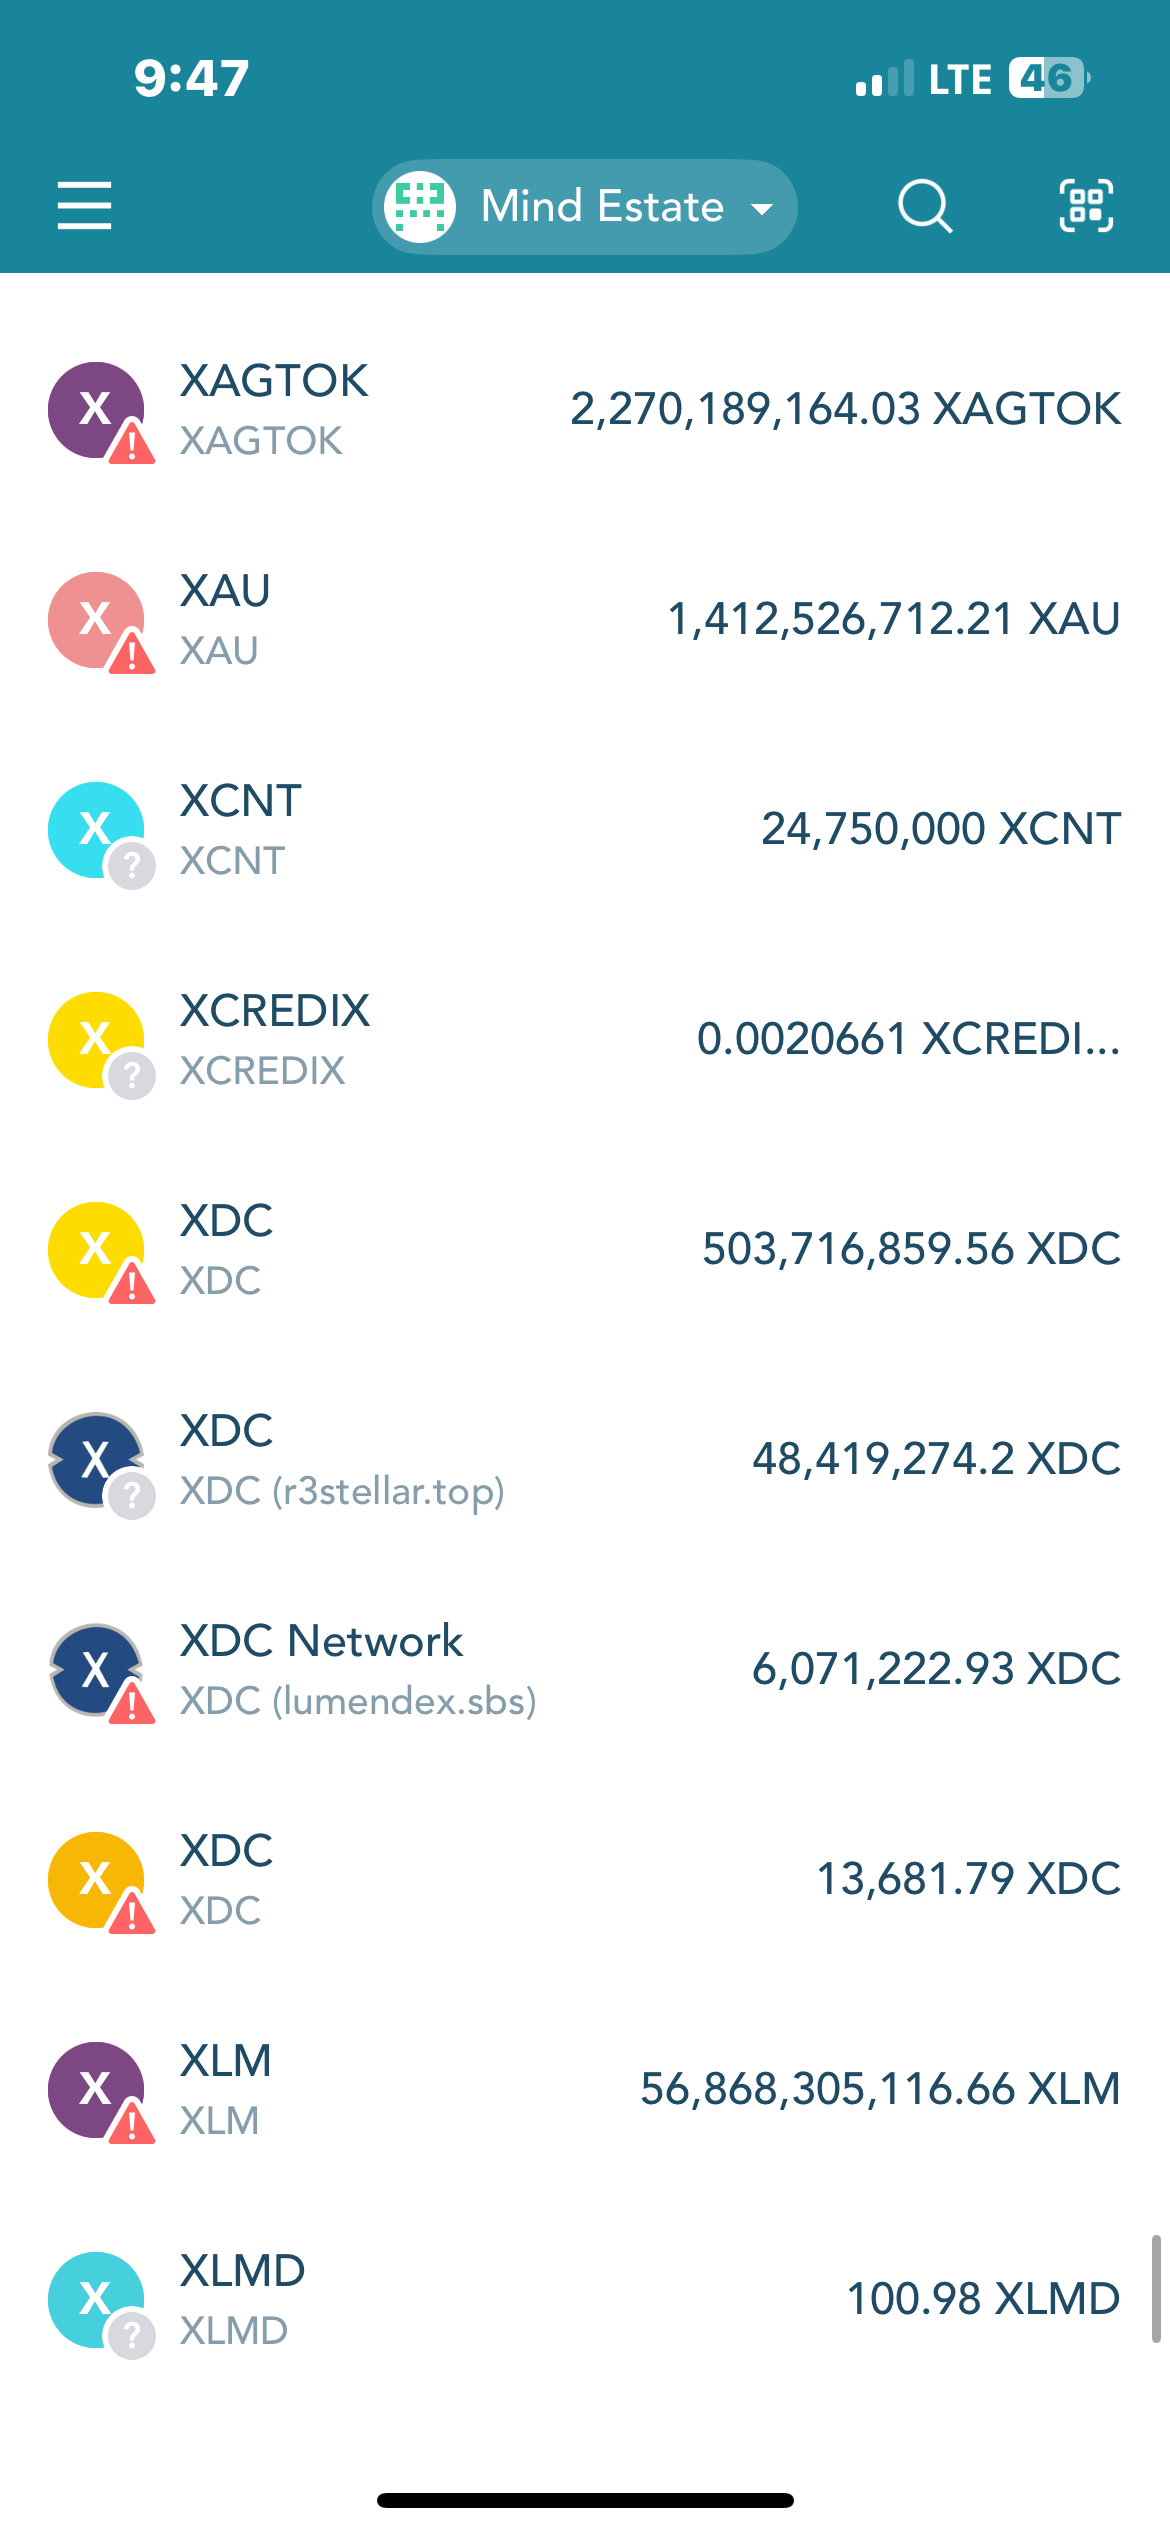 9:47
LTE 46
Mind Estate
X
XAGTOK
XAGTOK
2,270,189,164.03 XAGTOK
X
XAU
XAU
1,412,526,712.21 XAU
X
?
XCNT
XCNT
24,750,000 XCNT
X
?
XCREDIX
XCREDIX
0.0020661 XCREDI...
X
XDC
XDC
503,716,859.56 XDC
X
?
XDC
XDC (r3stellar.top)
48,419,274.2 XDC
X
XDC Network
XDC (lumendex.sbs)
6,071,222.93 XDC
X
XDC
XDC
13,681.79 XDC
X
XLM
XLM
56,868,305,116.66 XLM
X
?
XLMD
XLMD
100.98 XLMD